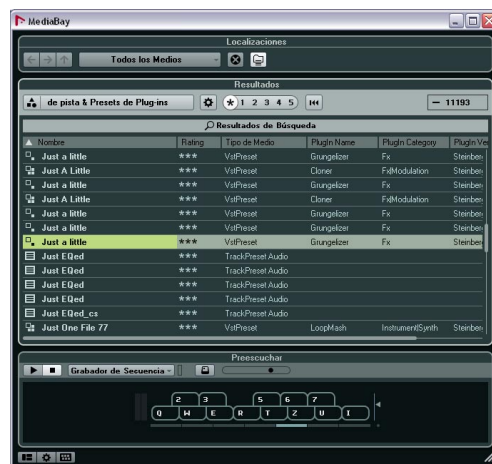 MediaBay
Localizaciones
Todos los Medios
Resultados
de pista & Presets de Plug-ins 1 2 3 4 5 11193
Resultados de Búsqueda
Nombre Rating Tipo de Medio PlugIn Name PlugIn Category PlugIn Ve
Just a little *** VstPreset Grungelizer Fx Steinber
Just A Little *** VstPreset Cloner Fx|Modulation Steinber
Just a little *** VstPreset Grungelizer Fx Steinber
Just A Little *** VstPreset Cloner Fx|Modulation Steinber
Just a little *** VstPreset Grungelizer Fx Steinber
Just a little *** VstPreset Grungelizer Fx Steinber
Just a little *** VstPreset Grungelizer Fx Steinber
Just EQed *** TrackPreset Audio
Just EQed *** TrackPreset Audio
Just EQed *** TrackPreset Audio
Just EQed *** TrackPreset Audio
Just EQed_cs *** TrackPreset Audio
Just One File 77 *** VstPreset LoopMash Instrument|Synth Steinber
Preescuchar
Grabador de Secuencia
2 3 5 6 7
Q W E R T Z U I